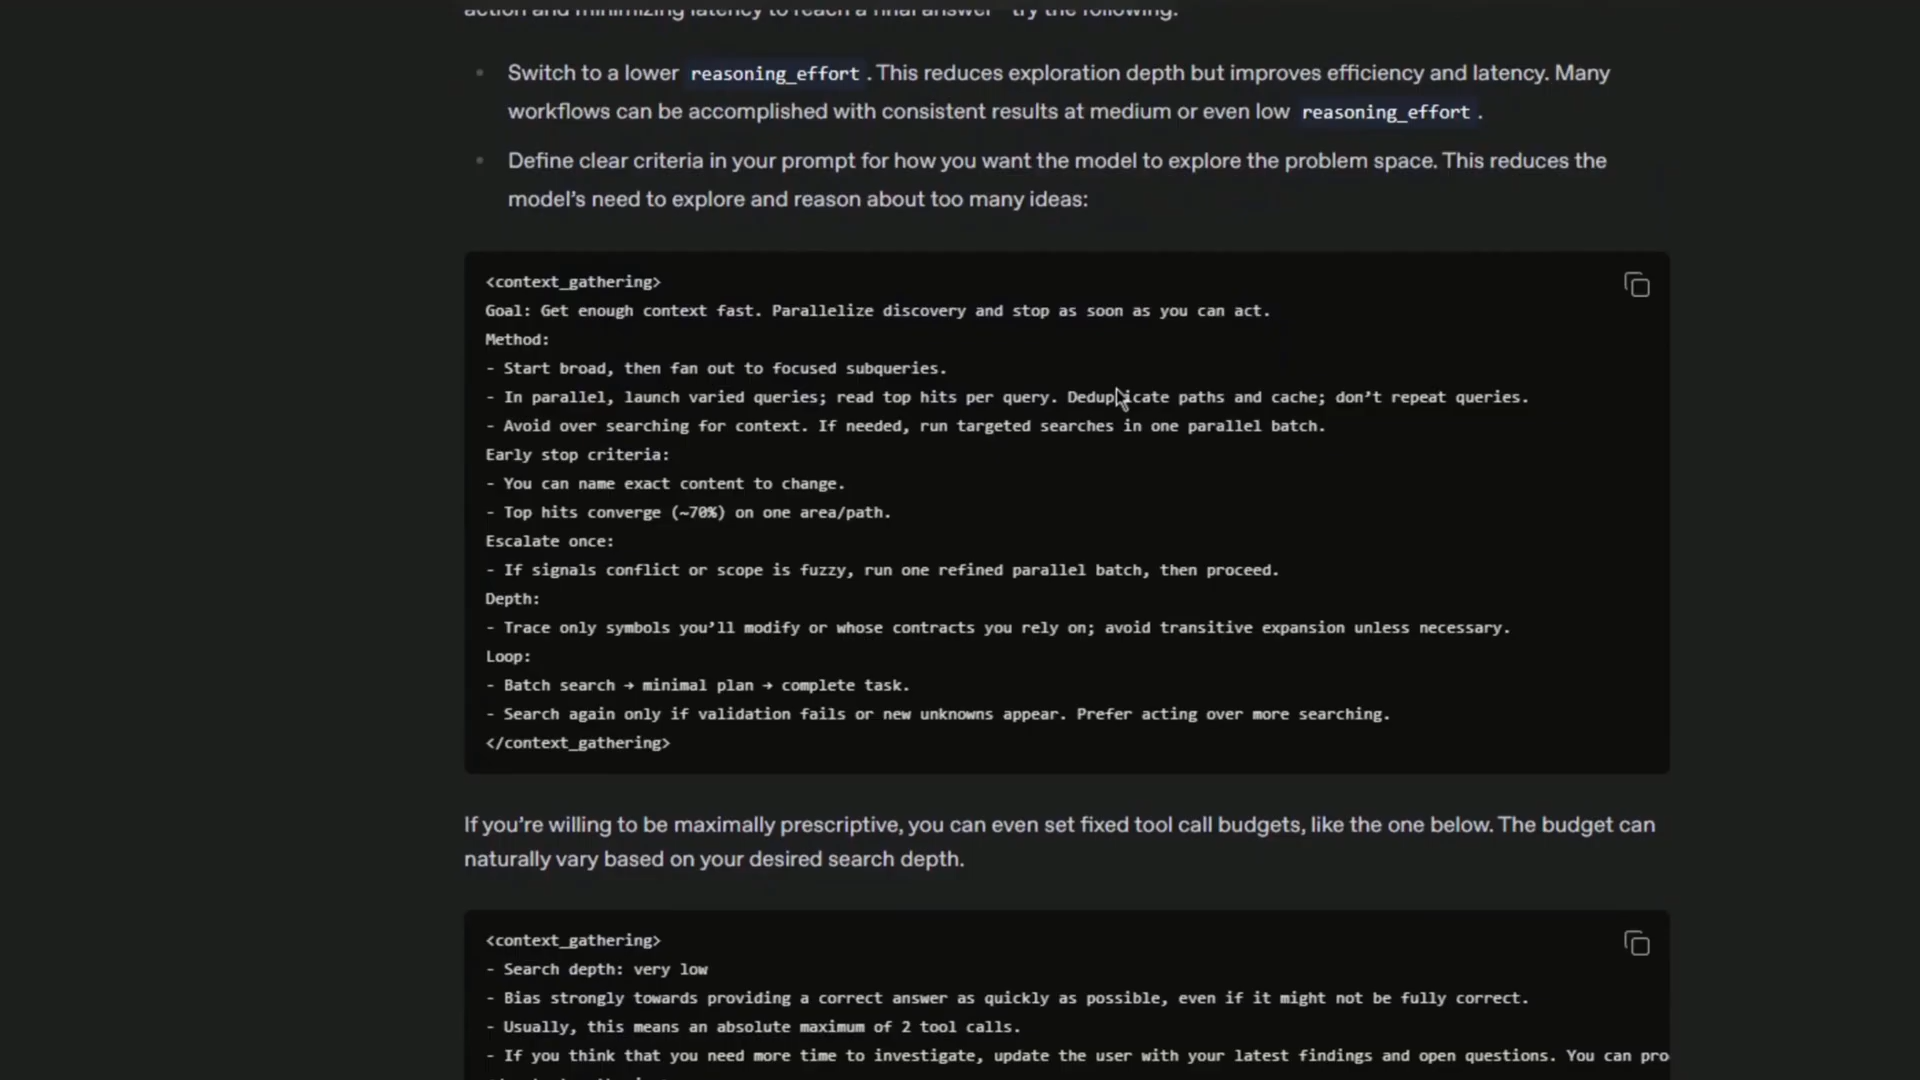 action and minimizing latency to reach a final answer try the following:
Switch to a lower reasoning_effort . This reduces exploration depth but improves efficiency and latency. Many
workflows can be accomplished with consistent results at medium or even low reasoning_effort .
Define clear criteria in your prompt for how you want the model to explore the problem space. This reduces the
model’s need to explore and reason about too many ideas:
<context_gathering>
Goal: Get enough context fast. Parallelize discovery and stop as soon as you can act.
Method:
- Start broad, then fan out to focused subqueries.
- In parallel, launch varied queries; read top hits per query. Deduplicate paths and cache; don’t repeat queries.
- Avoid over searching for context. If needed, run targeted searches in one parallel batch.
Early stop criteria:
- You can name exact content to change.
- Top hits converge (~70%) on one area/path.
Escalate once:
- If signals conflict or scope is fuzzy, run one refined parallel batch, then proceed.
Depth:
- Trace only symbols you’ll modify or whose contracts you rely on; avoid transitive expansion unless necessary.
Loop:
- Batch search → minimal plan → complete task.
- Search again only if validation fails or new unknowns appear. Prefer acting over more searching.
</context_gathering>
If you’re willing to be maximally prescriptive, you can even set fixed tool call budgets, like the one below. The budget can
naturally vary based on your desired search depth.
<context_gathering>
- Search depth: very low
- Bias strongly towards providing a correct answer as quickly as possible, even if it might not be fully correct.
- Usually, this means an absolute maximum of 2 tool calls.
- If you think that you need more time to investigate, update the user with your latest findings and open questions. You can pro